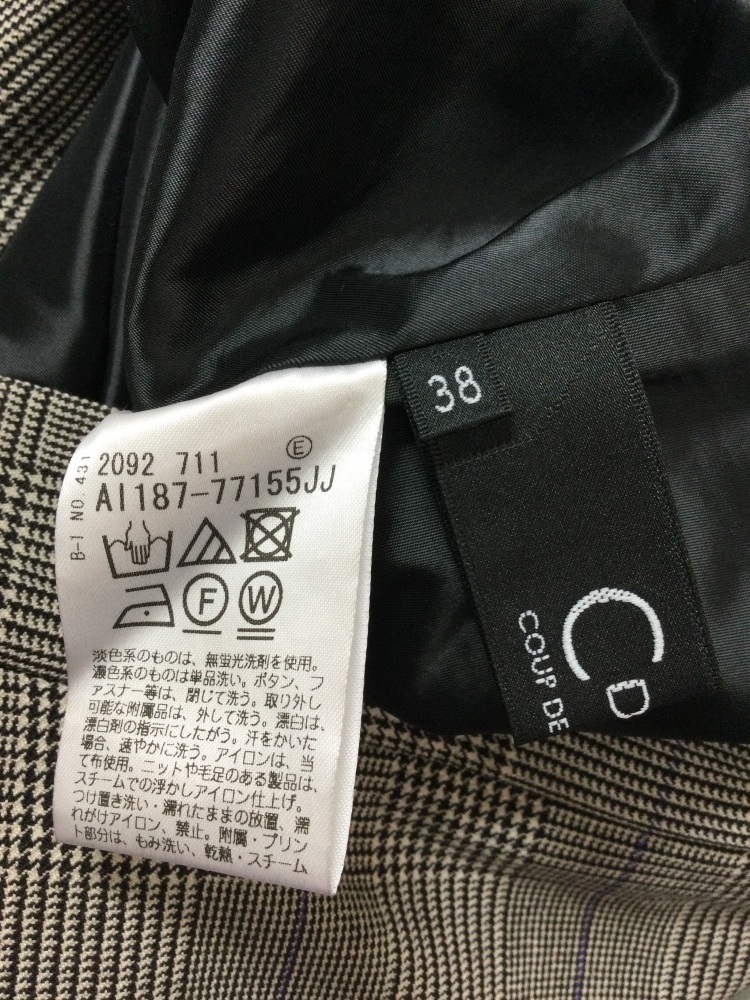 38
B-1 NO.431
2092 711 Ⓔ
AI187-77155JJ
F W
淡色系のものは、無蛍光洗剤を使用。
濃色系のものは単品洗い。ボタン、フ
ァスナー等は、閉じて洗う。取り外し
可能な附属品は、外して洗う。漂白は、
漂白剤の指示にしたがう。汗をかいた
場合、速やかに洗う。アイロンは、当
て布使用。ニットや毛足のある製品は、
スチームでの浮かしアイロン仕上げ。
つけ置き洗い・濡れたままの放置、濡
れがけアイロン、禁止。附属・プリン
ト部分は、もみ洗い、乾熱・スチーム
CD
COUP DE